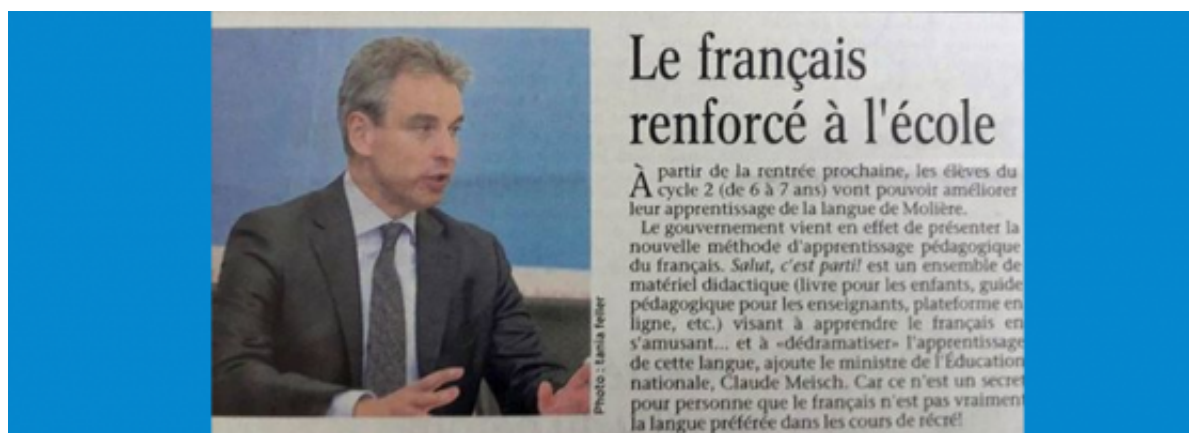 Le français
renforcé à l'école
À partir de la rentrée prochaine, les élèves du
cycle 2 (de 6 à 7 ans) vont pouvoir améliorer
leur apprentissage de la langue de Molière.
Le gouvernement vient en effet de présenter la
nouvelle méthode d'apprentissage pédagogique
du français. Salut, c'est parti! est un ensemble de
matériel didactique (livre pour les enfants, guide
pédagogique pour les enseignants, plateforme en
ligne, etc.) visant à apprendre le français en
s'amusant... et à «dédramatiser» l'apprentissage
de cette langue, ajoute le ministre de l'Éducation
nationale, Claude Meisch. Car ce n'est un secret
pour personne que le français n'est pas vraiment
la langue préférée dans les cours de récré!
Photo : tania feller